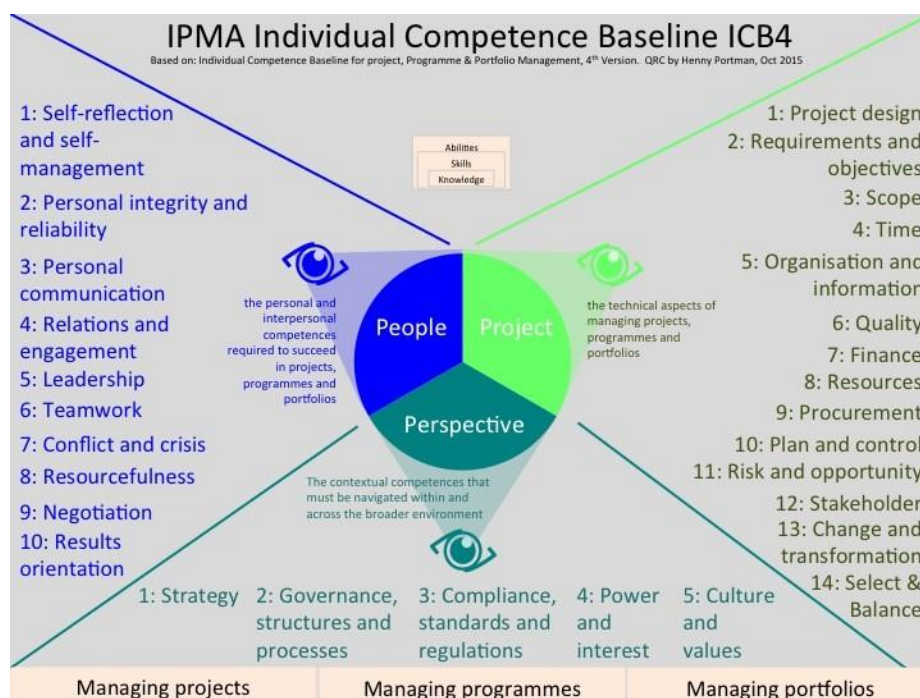 IPMA Individual Competence Baseline ICB4
Based on: Individual Competence Baseline for project, Programme & Portfolio Management, 4th Version. QRC by Henny Portman, Oct 2015
1: Self-reflection
and self-
management
2: Personal integrity and
reliability
3: Personal
communication
4: Relations and
engagement
5: Leadership
6: Teamwork
7: Conflict and crisis
8: Resourcefulness
9: Negotiation
10: Results
orientation
Abilities
Skills
Knowledge
the personal and
interpersonal
competences
required to succeed
in projects,
programmes and
portfolios
People
Project
Perspective
the technical aspects of
managing projects,
programmes and
portfolios
The contextual competences that
must be navigated within and
across the broader environment
1: Project design
2: Requirements and
objectives
3: Scope
4: Time
5: Organisation and
information
6: Quality
7: Finance
8: Resources
9: Procurement
10: Plan and control
11: Risk and opportunity
12: Stakeholder
13: Change and
transformation
14: Select &
Balance
1: Strategy
2: Governance,
structures and
processes
3: Compliance,
standards and
regulations
4: Power
and
interest
5: Culture
and
values
Managing projects
Managing programmes
Managing portfolios